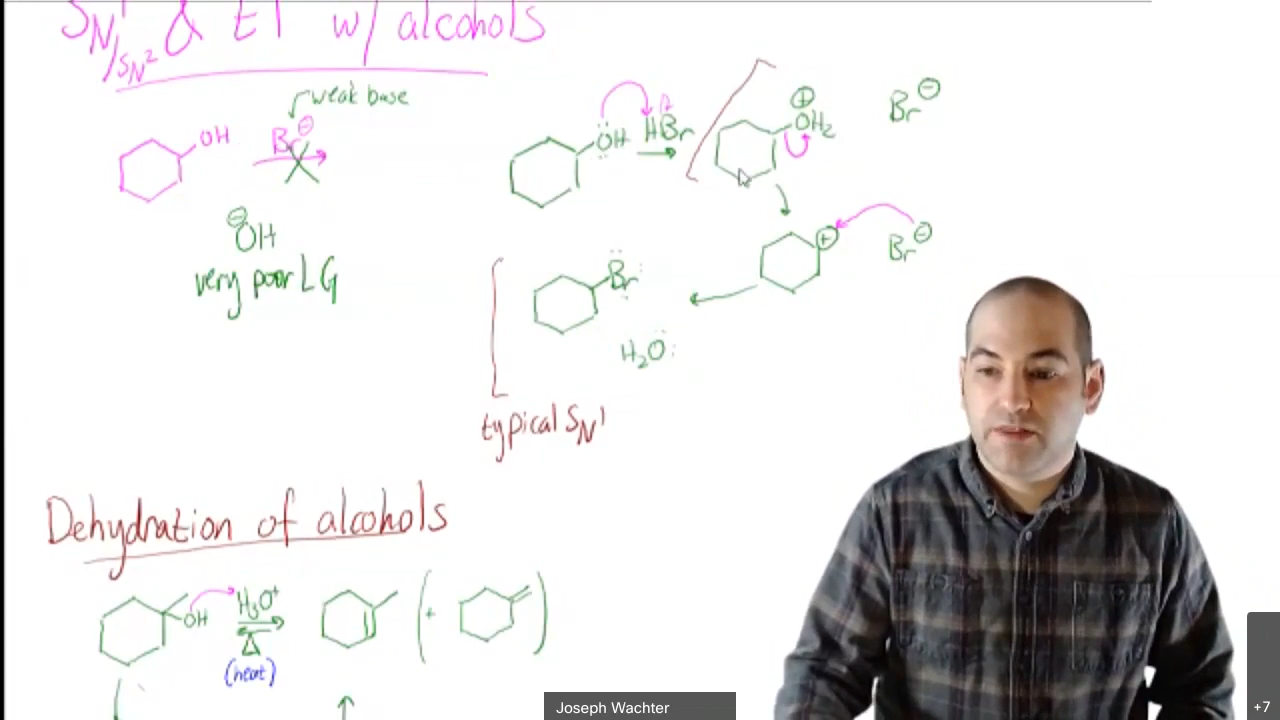 SN1/SN2 & E1 w/ alcohols
weak base
OH
Br⊖
⊖OH
very poor LG
OH
HBr
⊕
OH2
Br⊖
⊕
Br⊖
Br
H2O:
typical SN1
Dehydration of alcohols
OH
H3O+
Δ
(heat)
( + )
Joseph Wachter
+7